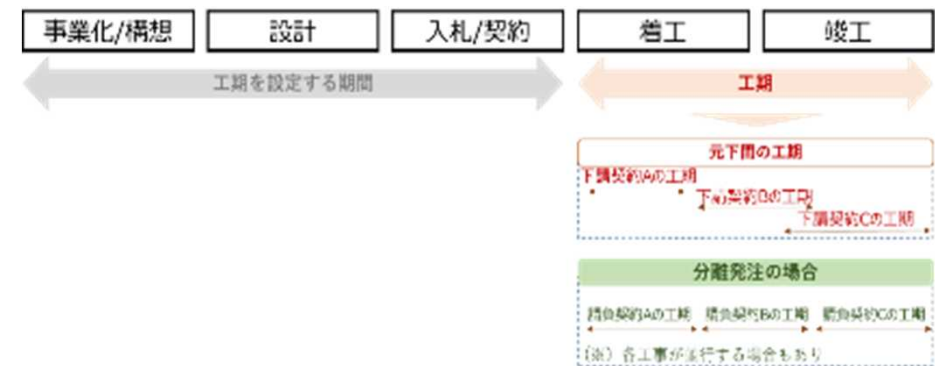 事業化/構想
設計
入札/契約
着工
竣工
工期を設定する期間
工期
元下間の工期
下請契約Aの工期
下請契約Bの工期
下請契約Cの工期
分離発注の場合
請負契約Aの工期
請負契約Bの工期
請負契約Cの工期
(※) 各工事が並行する場合もあり